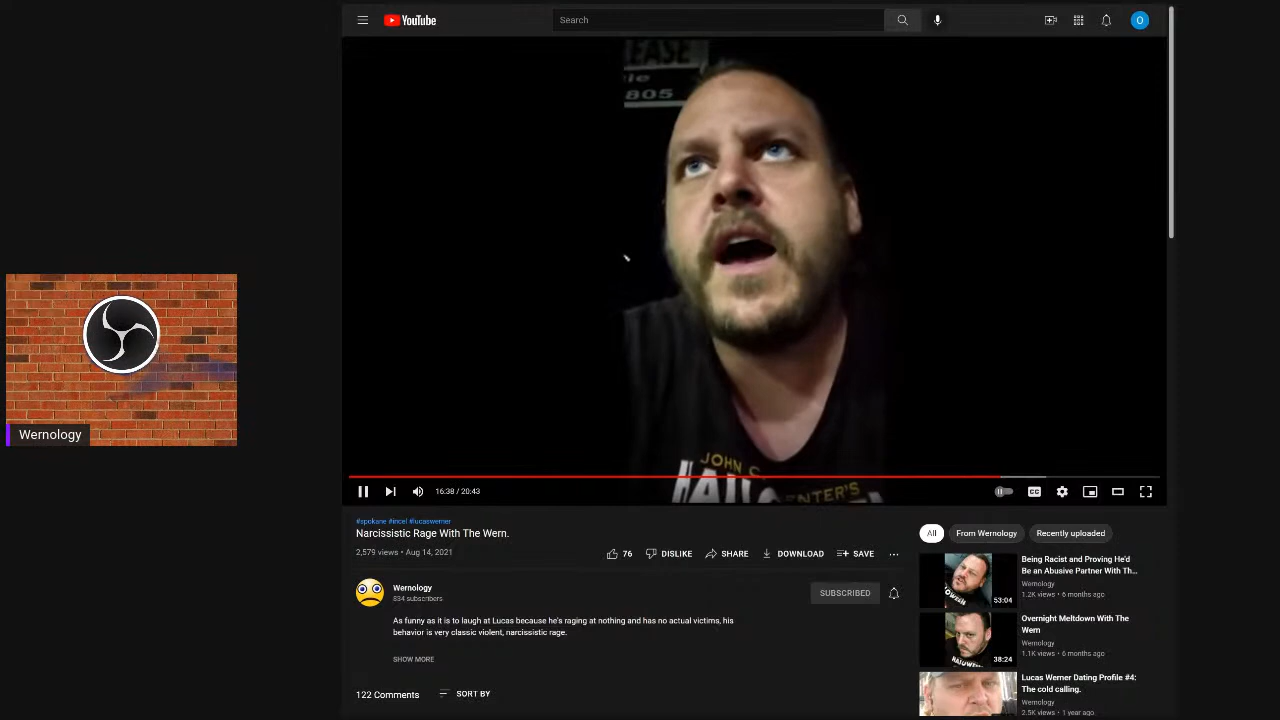 YouTube
Search
O
EASE
805
JOHN C
ENTER'S
16:38 / 20:43
CC
Wernology
#spokane #incel #lucaswerner
Narcissistic Rage With The Wern.
2,579 views • Aug 14, 2021
76
DISLIKE
SHARE
DOWNLOAD
SAVE
All
From Wernology
Recently uploaded
Wernology
834 subscribers
SUBSCRIBED
As funny as it is to laugh at Lucas because he's raging at nothing and has no actual victims, his
behavior is very classic violent, narcissistic rage.
SHOW MORE
122 Comments
SORT BY
53:04
Being Racist and Proving He'd
Be an Abusive Partner With Th...
Wernology
1.2K views • 6 months ago
38:24
Overnight Meltdown With The
Wern
Wernology
1.1K views • 6 months ago
Lucas Werner Dating Profile #4:
The cold calling.
Wernology
2.5K views • 1 year ago